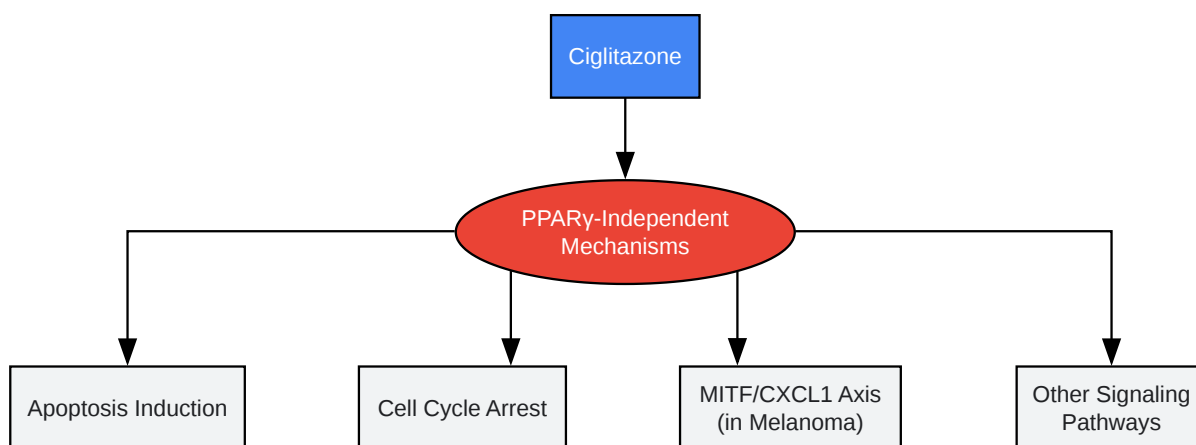 Ciglitazone
PPARγ-Independent
Mechanisms
Apoptosis Induction
Cell Cycle Arrest
MITF/CXCL1 Axis
(in Melanoma)
Other Signaling
Pathways